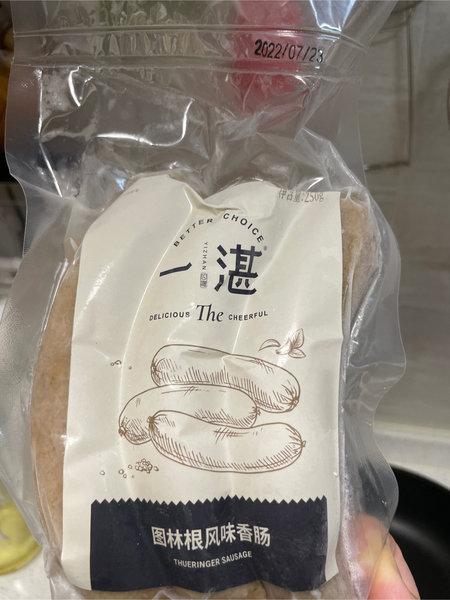 2022/07/23
净含量:250g
BETTER CHOICE
一湛
YIZHAN
DELICIOUS The CHEERFUL
图林根风味香肠
THUERINGER SAUSAGE